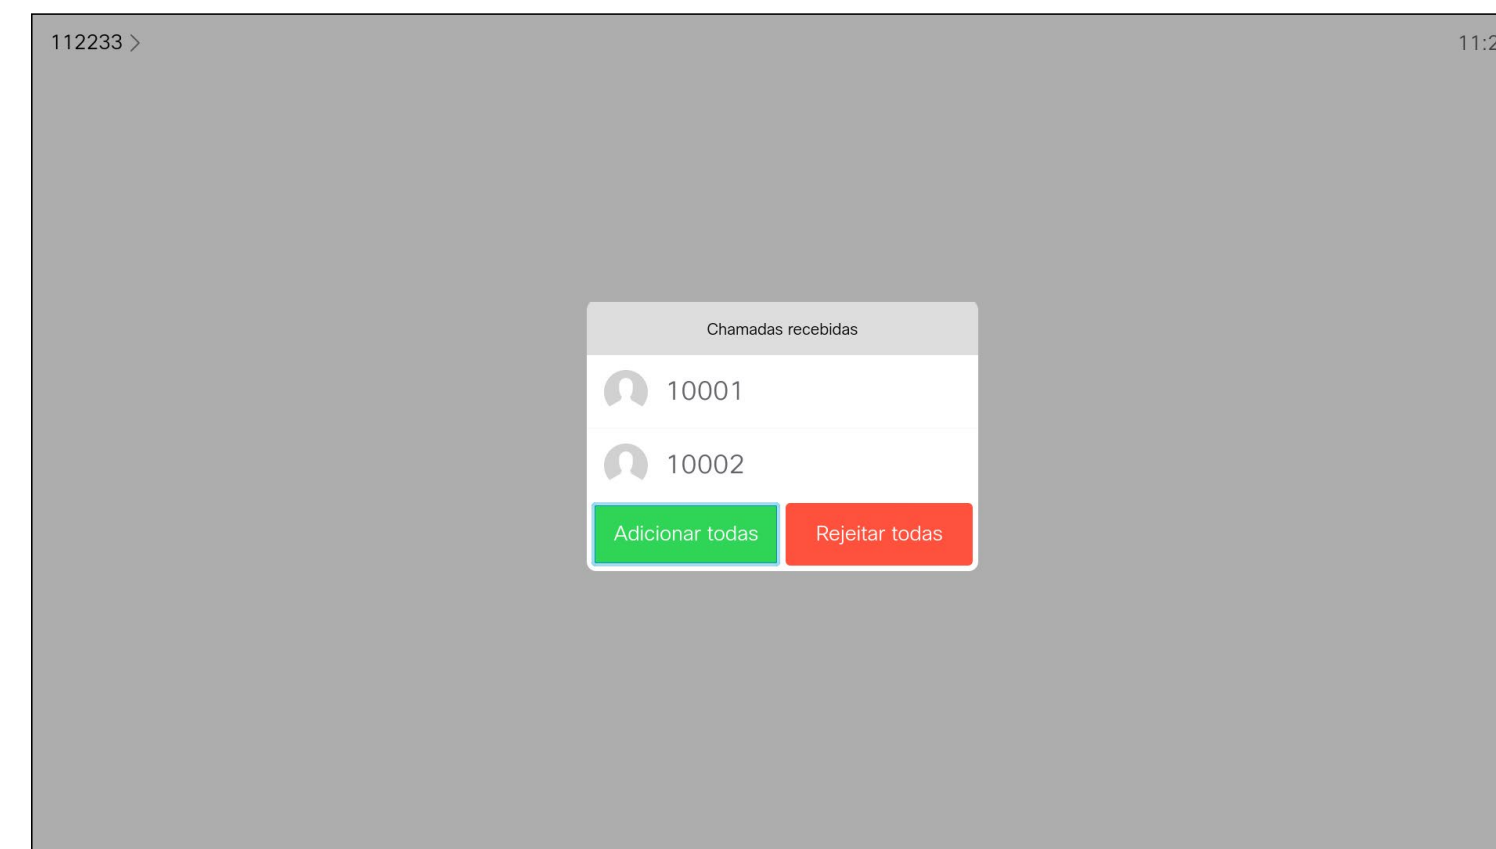 112233 >
Chamadas recebidas
10001
10002
Adicionar todas
Rejeitar todas